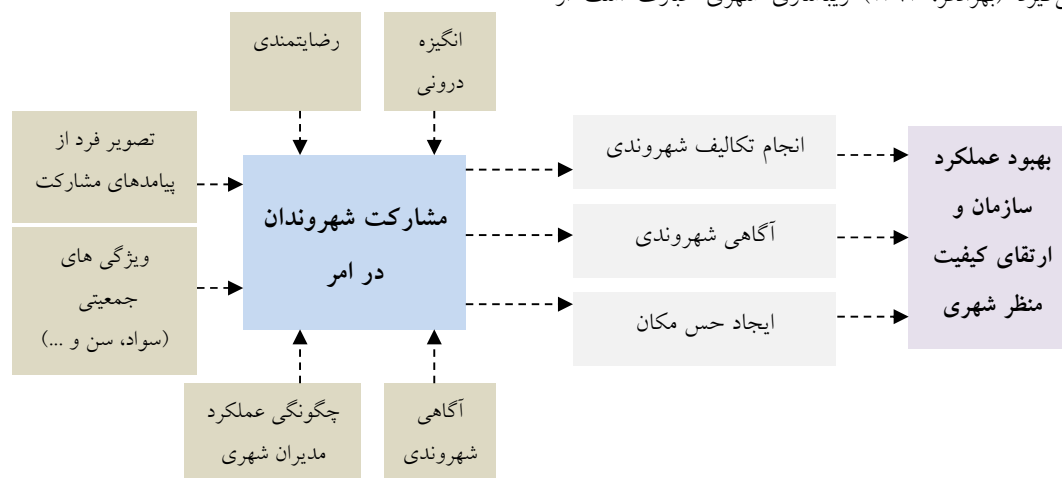 رضایتمندی
انگیزه
درونی
تصویر فرد از
پیامدهای مشارکت
ویژگی های
جمعیتی
(سواد، سن و ...)
مشارکت شهروندان
در امر
انجام تکالیف شهروندی
آگاهی شهروندی
ایجاد حس مکان
بهبود عملکرد
سازمان و
ارتقای کیفیت
منظر شهری
چگونگی عملکرد
مدیران شهری
آگاهی
شهروندی